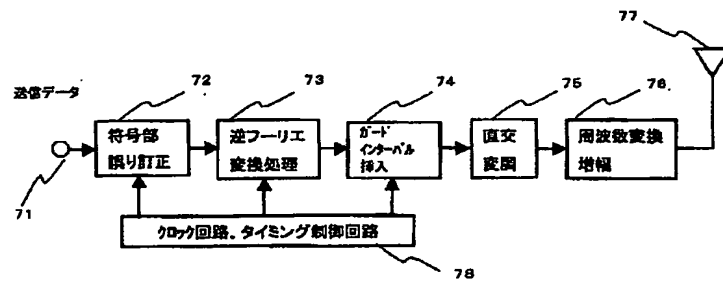 77
72
73
74
75
76
送信データ
符号部
誤り訂正
逆フーリエ
変換処理
ガード
インターバル
挿入
直交
変調
周波数変換
増幅
71
クロック回路、タイミング制御回路
78